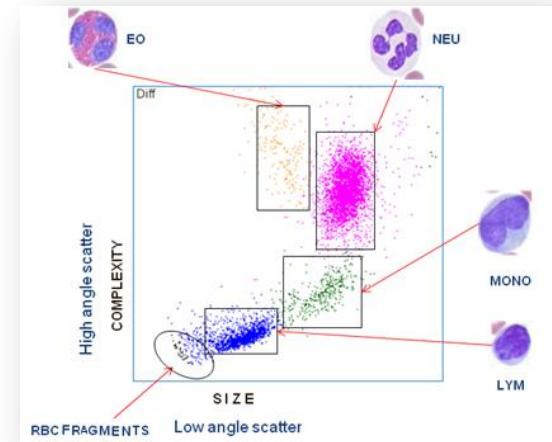 EO
NEU
Diff
High angle scatter
COMPLEXITY
MONO
LYM
SIZE
RBC FRAGMENTS
Low angle scatter